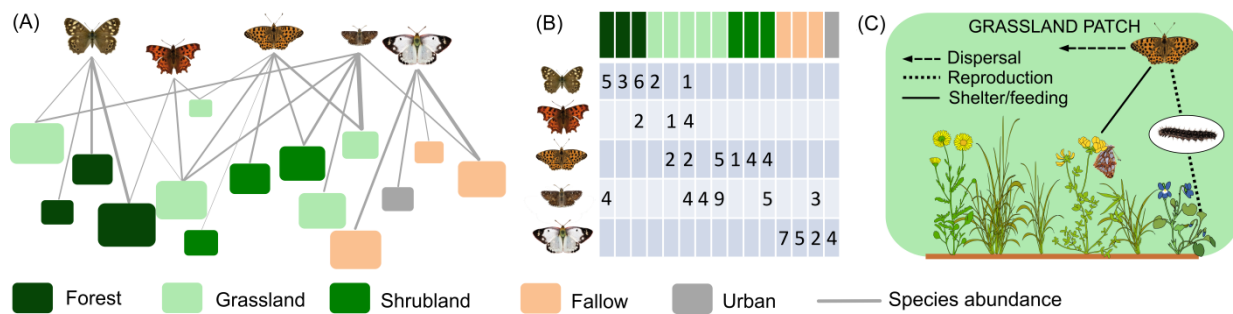 (A)
(B)
5 3 6 2 1
2 1 4
2 2 5 1 4 4
4 4 4 9 5 3
7 5 2 4
(C)
GRASSLAND PATCH
Dispersal
Reproduction
Shelter/feeding
Forest Grassland Shrubland Fallow Urban Species abundance